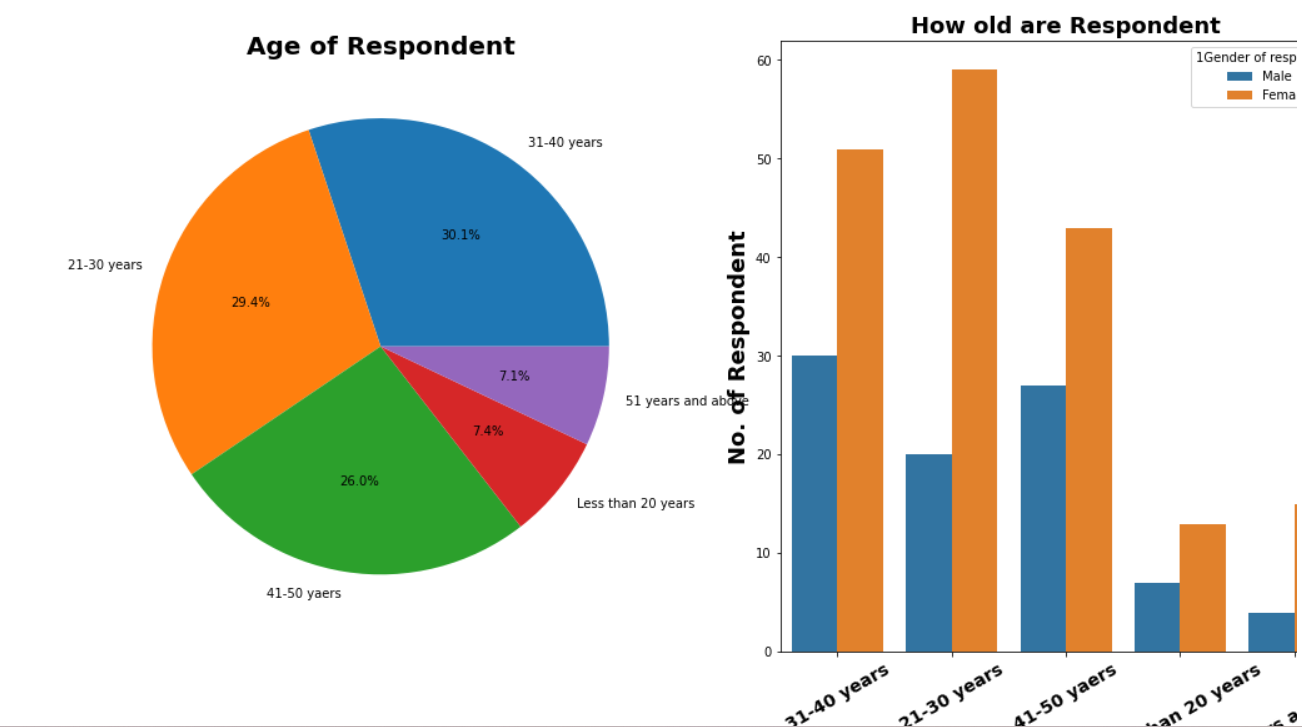 Age of Respondent
31-40 years
30.1%
21-30 years
29.4%
7.1%
51 years and above
7.4%
26.0%
Less than 20 years
41-50 yaers
How old are Respondent
1Gender of resp
Male
Fema
No. of Respondent
60
50
40
30
20
10
0
31-40 years
21-30 years
41-50 yaers
han 20 years